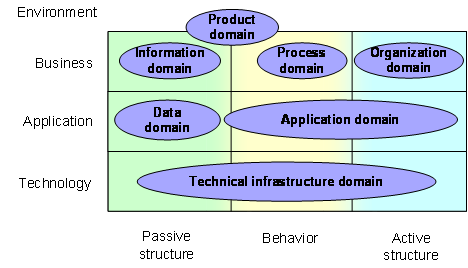 Environment
Product
domain
Business
Information
domain
Process
domain
Organization
domain
Application
Data
domain
Application domain
Technology
Technical infrastructure domain
Passive
structure
Behavior
Active
structure